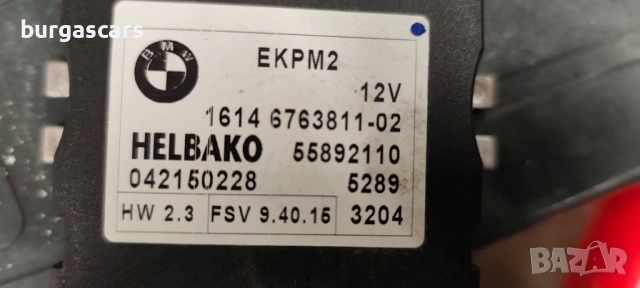 burgascars
BMW
EKPM2
12V
1614 6763811-02
HELBAKO 55892110
042150228 5289
HW 2.3 FSV 9.40.15 3204
BAZAR